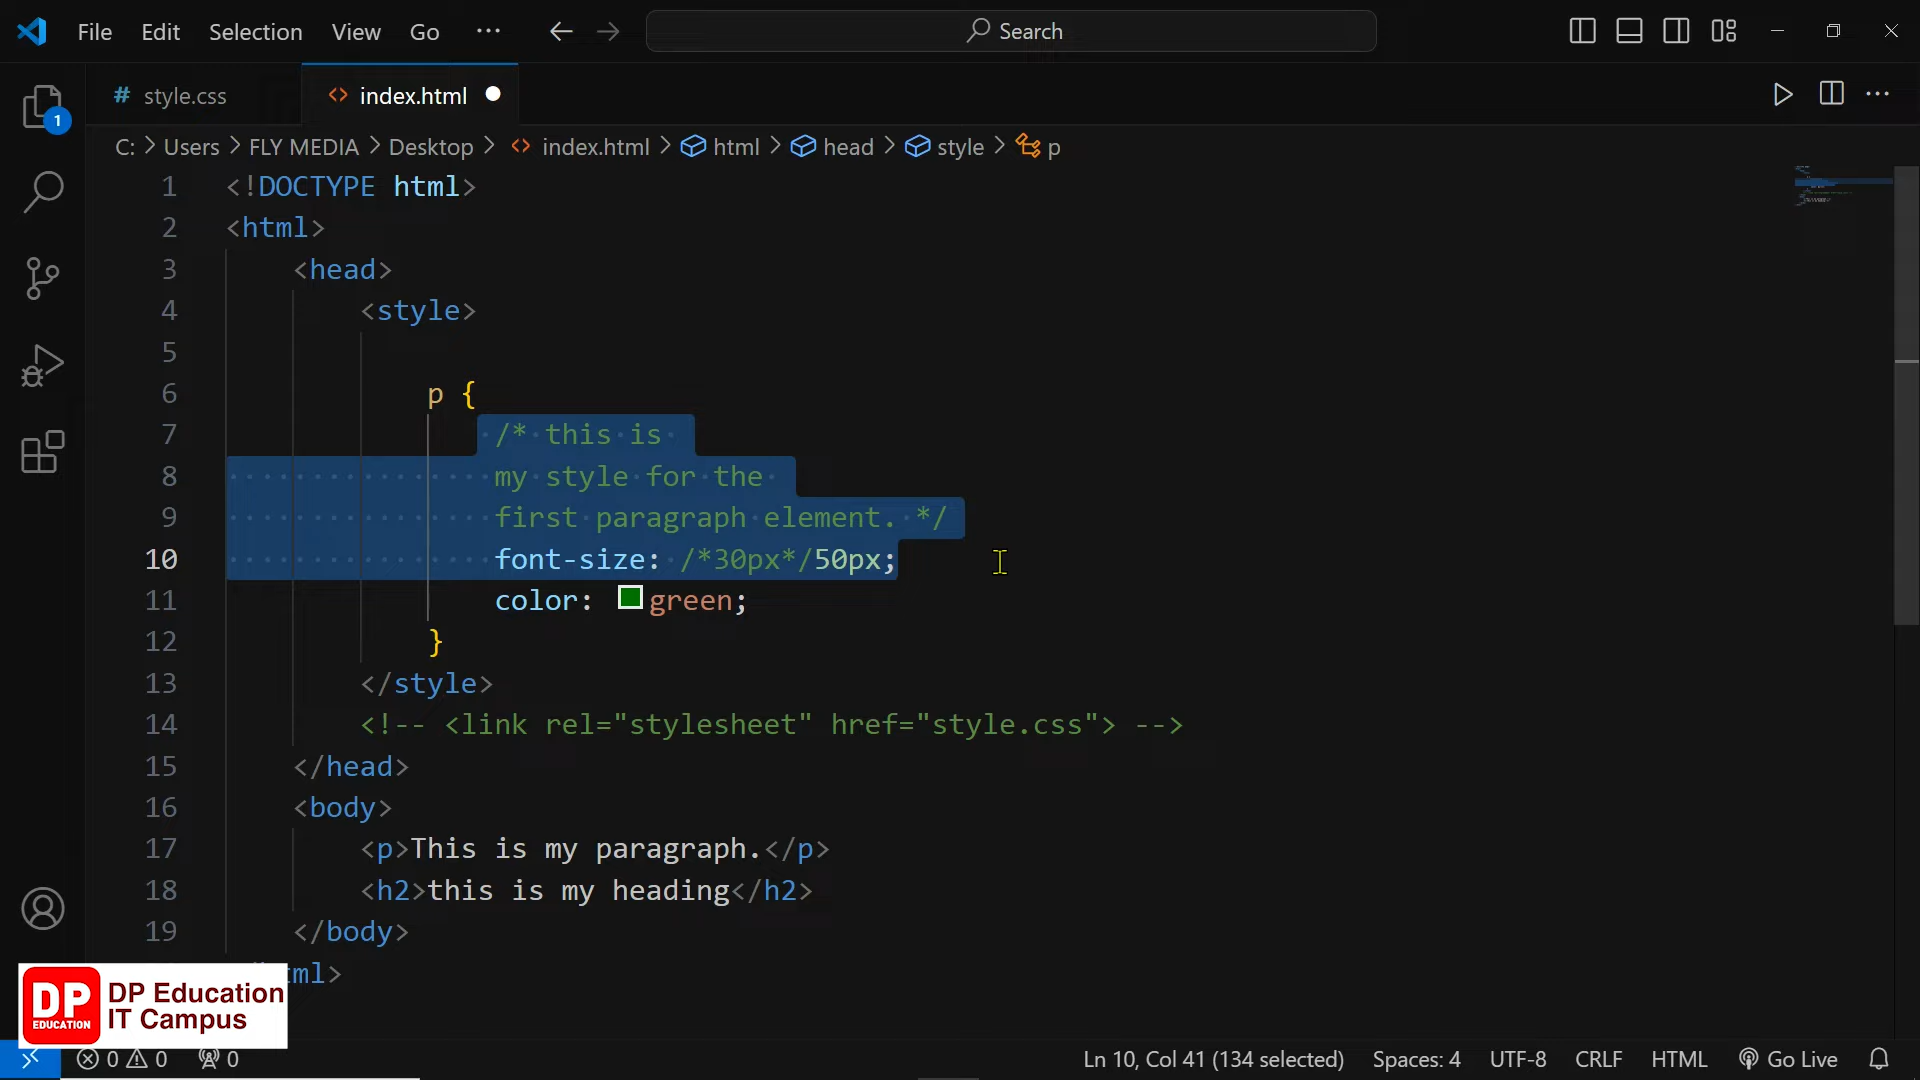 File Edit Selection View Go ··· Search
# style.css <> index.html
C: > Users > FLY MEDIA > Desktop > <> index.html > html > head > style > p
1 <!DOCTYPE html>
2 <html>
3 <head>
4 <style>
5
6 p {
7 /* this is
8 my style for the
9 first paragraph element. */
10 font-size: /*30px*/50px;
11 color: green;
12 }
13 </style>
14 <!-- <link rel="stylesheet" href="style.css"> -->
15 </head>
16 <body>
17 <p>This is my paragraph.</p>
18 <h2>this is my heading</h2>
19 </body>
ml>
1
DP EDUCATION
DP Education
IT Campus
0 0 0 Ln 10, Col 41 (134 selected) Spaces: 4 UTF-8 CRLF HTML Go Live